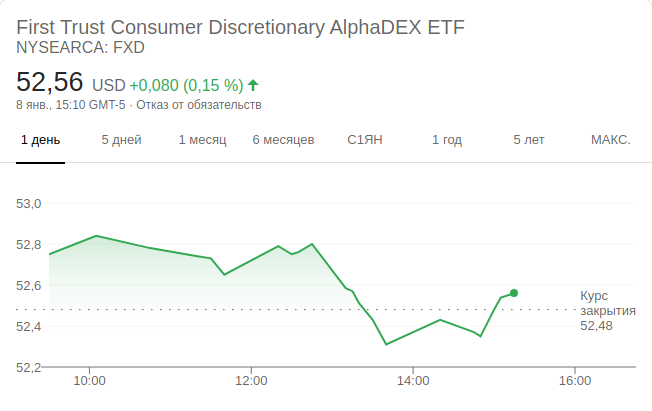 First Trust Consumer Discretionary AlphaDEX ETF
NYSEARCA: FXD
52,56 USD +0,080 (0,15 %)
8 янв., 15:10 GMT-5 · Отказ от обязательств
1 день 5 дней 1 месяц 6 месяцев С1ЯН 1 год 5 лет МАКС.
53,0
52,8
52,6
52,4
52,2
Курс
закрытия
52,48
10:00 12:00 14:00 16:00